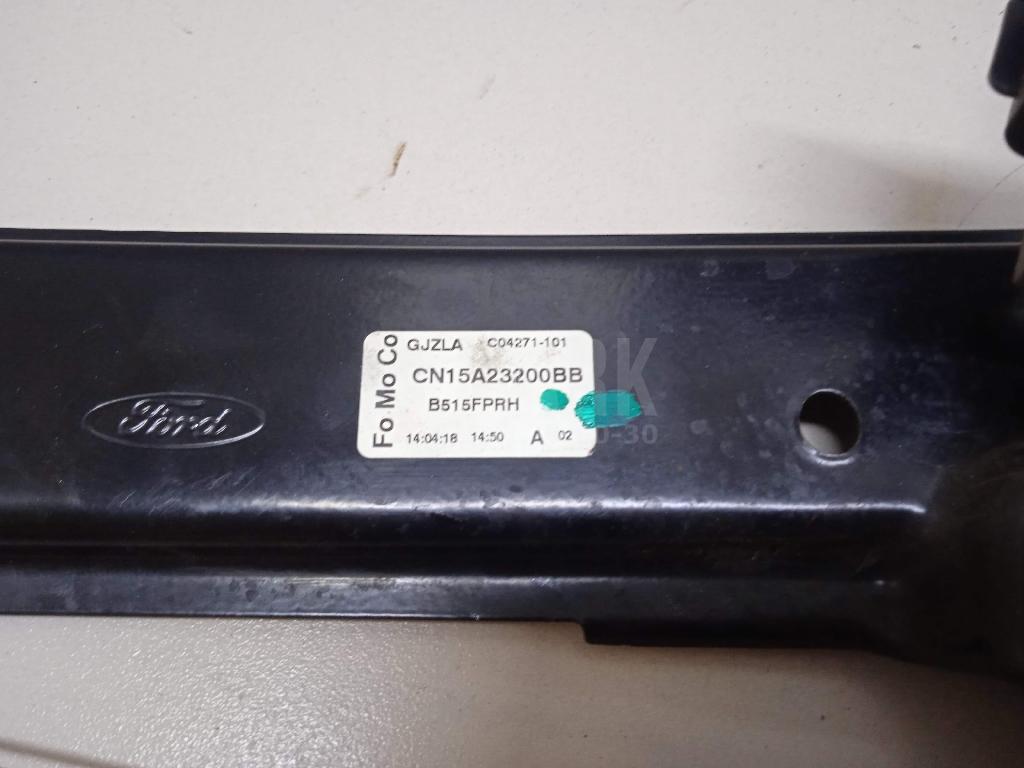 Ford
Fo Mo Co
GJZLA C04271-101
CN15A23200BB
B515FPRH
14:04:18 14:50 A 02